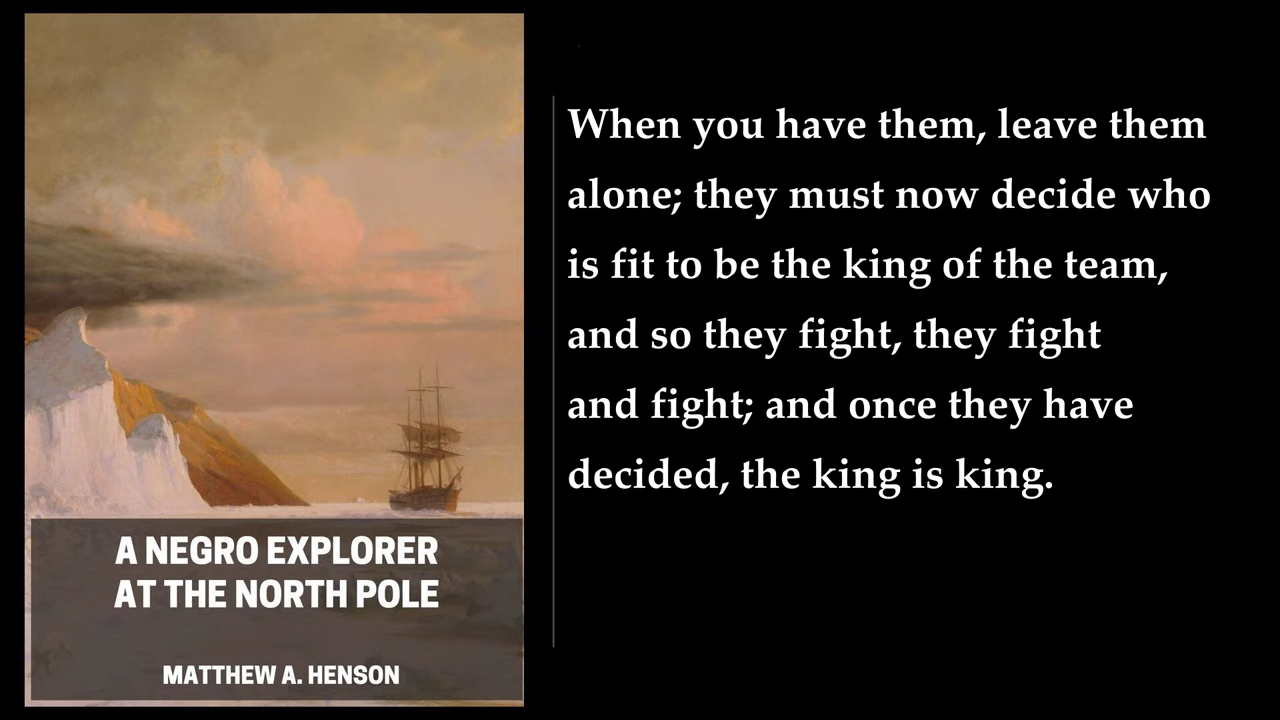 When you have them, leave them
alone; they must now decide who
is fit to be the king of the team,
and so they fight, they fight
and fight; and once they have
decided, the king is king.
A NEGRO EXPLORER
AT THE NORTH POLE
MATTHEW A. HENSON